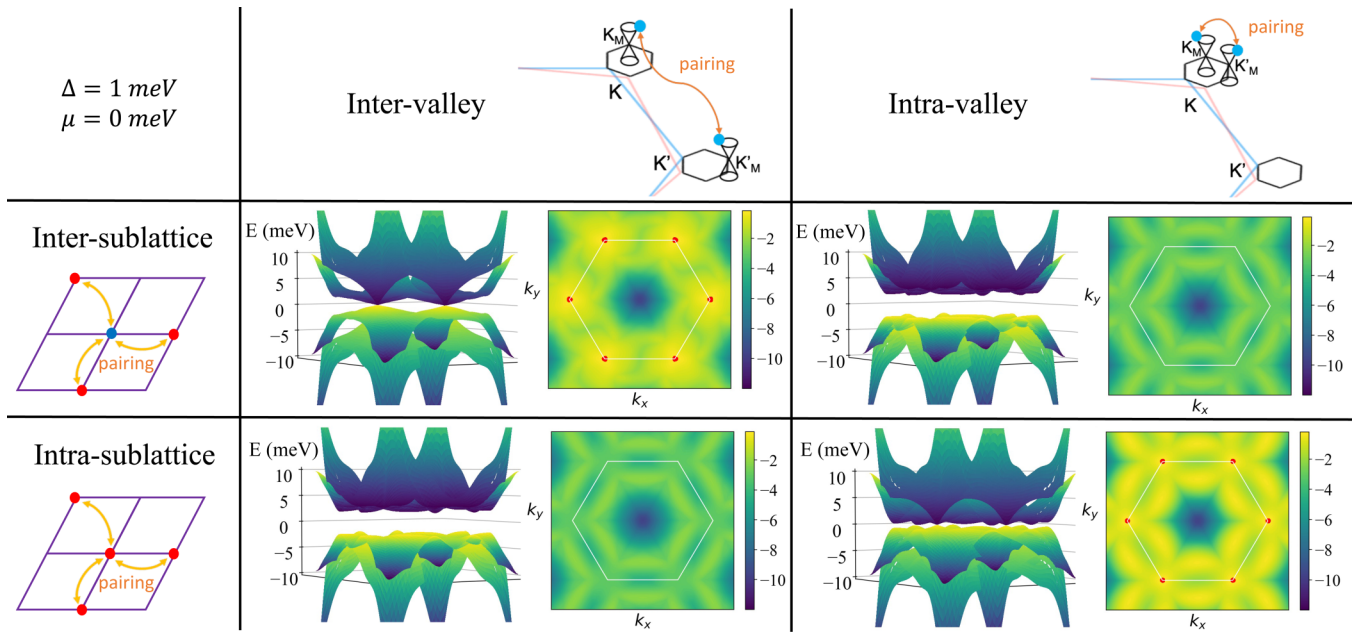 Δ = 1 meV
μ = 0 meV
Inter-valley
K_M
pairing
K
K'
K'_M
Intra-valley
pairing
K_M
K'_M
K
K'
Inter-sublattice
pairing
E (meV)
10
5
0
−5
−10
k_y
k_x
−2
−4
−6
−8
−10
E (meV)
10
5
0
−5
−10
k_y
k_x
−2
−4
−6
−8
−10
Intra-sublattice
pairing
E (meV)
10
5
0
−5
−10
k_y
k_x
−2
−4
−6
−8
−10
E (meV)
10
5
0
−5
−10
k_y
k_x
−2
−4
−6
−8
−10